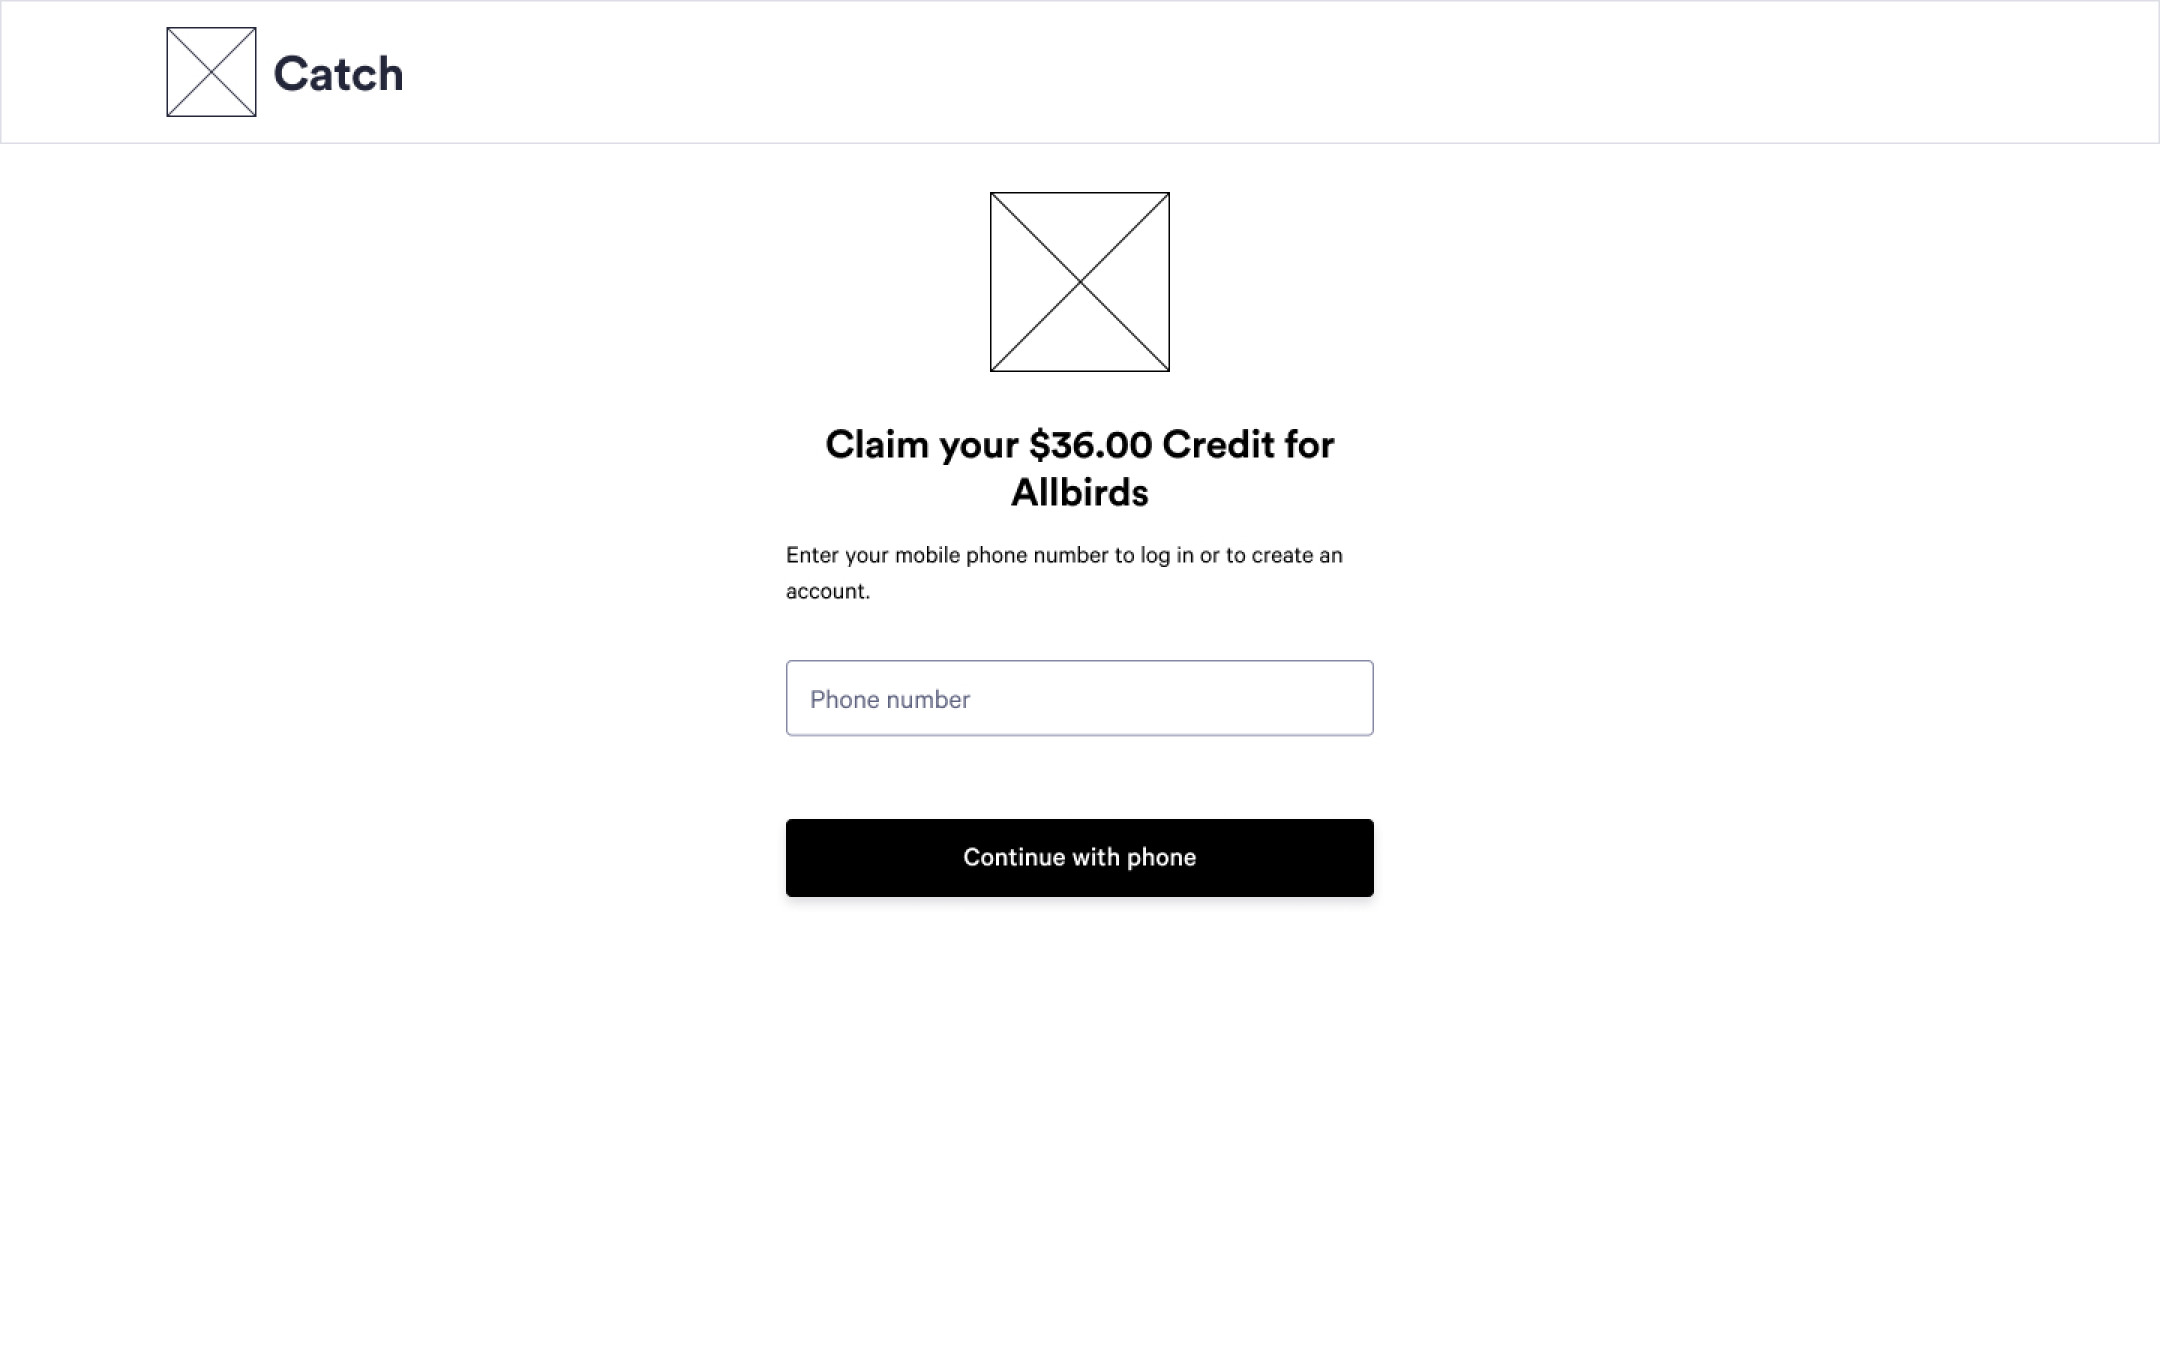 Catch
Claim your $36.00 Credit for
Allbirds
Enter your mobile phone number to log in or to create an
account.
Phone number
Continue with phone